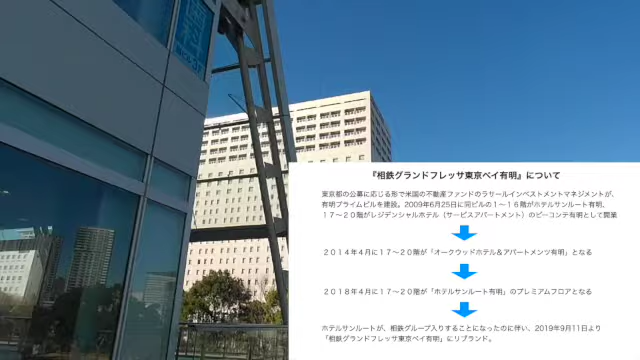 歯科
『相鉄グランドフレッサ東京ベイ有明』について
東京都の公募に応じる形で米国の不動産ファンドのラサールインベストメントマネジメントが、
有明プライムビルを建設。2009年6月25日に同ビルの１〜１６階がホテルサンルート有明、
１７〜２０階がレジデンシャルホテル（サービスアパートメント）のビーコンテ有明として開業
２０１４年４月に１７〜２０階が「オークウッドホテル＆アパートメンツ有明」となる
２０１８年４月に１７〜２０階が「ホテルサンルート有明」のプレミアムフロアとなる
ホテルサンルートが、相鉄グループ入りすることになったのに伴い、2019年9月11日より
「相鉄グランドフレッサ東京ベイ有明」にリブランド。